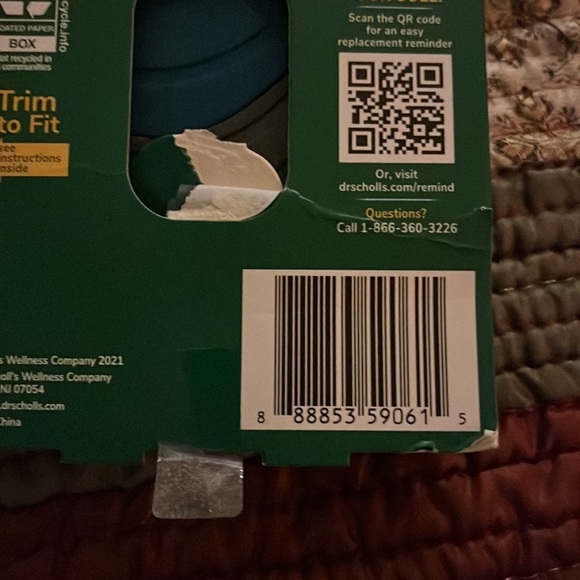 cycle.info
BOX
communities
Trim
to Fit
see
instructions
inside
Scan the QR code
for an easy
replacement reminder
Or, visit
drscholls.com/remind
Questions?
Call 1-866-360-3226
s Wellness Company 2021
oll's Wellness Company
NJ 07054
.drscholls.com
China
8 88853 59061 5